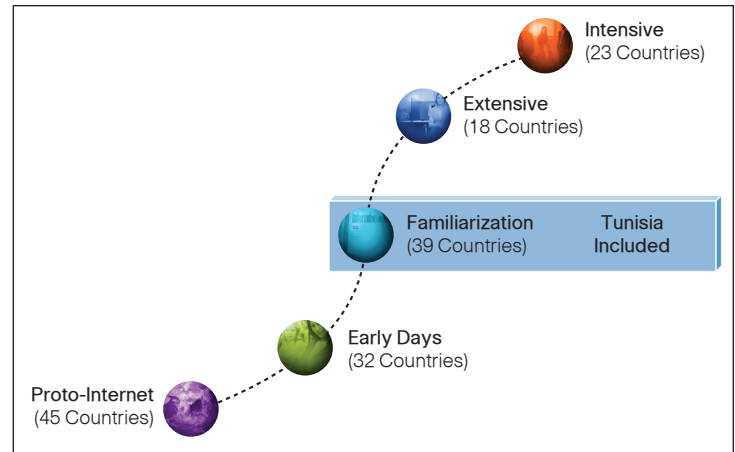 Intensive
(23 Countries)
Extensive
(18 Countries)
Familiarization
(39 Countries)
Tunisia
Included
Early Days
(32 Countries)
Proto-Internet
(45 Countries)